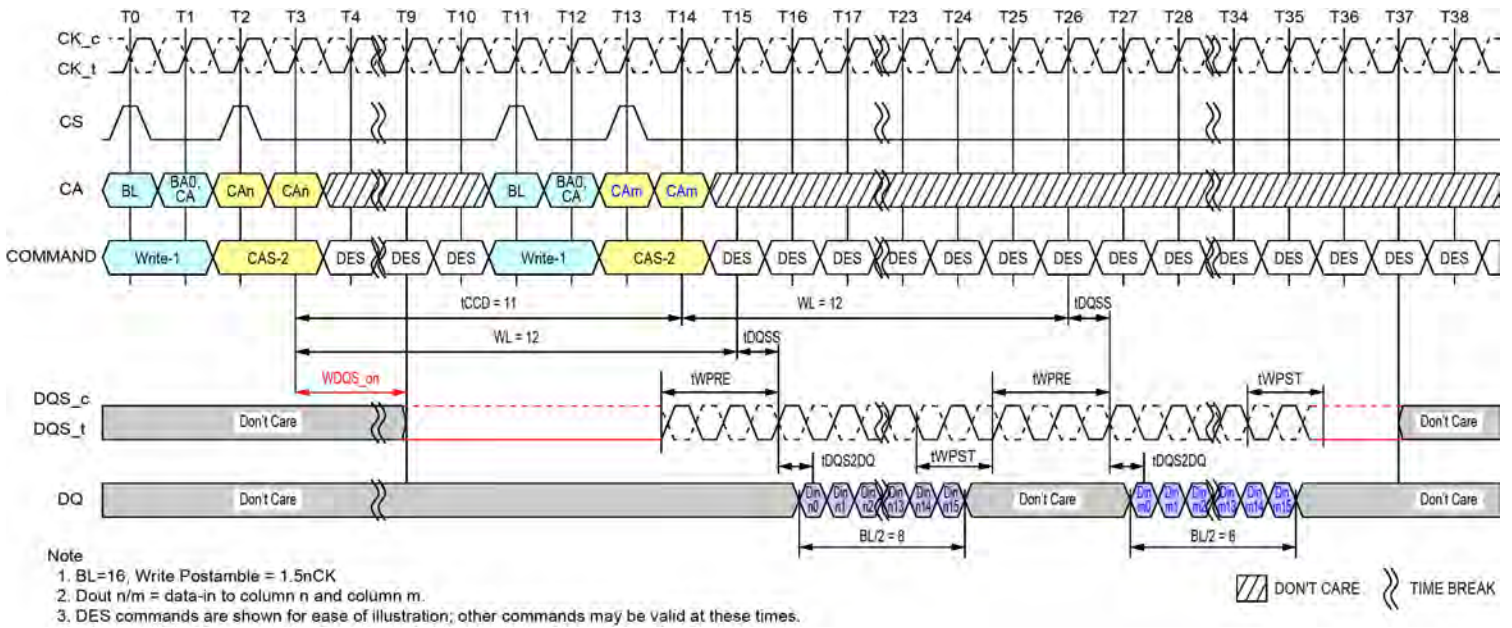 T0 T1 T2 T3 T4 T9 T10 T11 T12 T13 T14 T15 T16 T17 T23 T24 T25 T26 T27 T28 T34 T35 T36 T37 T38
CK_c
CK_t
CS
CA BL BA0, CA CAn CAn BL BA0, CA CAm CAm
COMMAND Write-1 CAS-2 DES DES DES Write-1 CAS-2 DES DES DES DES DES DES DES DES DES DES DES DES DES DES
tCCD = 11 WL = 12 tDQSS
WL = 12 tDQSS
WDQS_on tWPRE tWPRE tWPST
DQS_c
DQS_t Don't Care Don't Care
tDQS2DQ tWPST tDQS2DQ
DQ Don't Care Din n0 Din n1 Din n2 Din n13 Din n14 Din n15 Don't Care Din m0 Din m1 Din m2 Din m13 Din m14 Din m15 Don't Care
BL/2 = 8 BL/2 = 8
Note
1. BL=16, Write Postamble = 1.5nCK
2. Dout n/m = data-in to column n and column m.
3. DES commands are shown for ease of illustration; other commands may be valid at these times.
DON'T CARE TIME BREAK